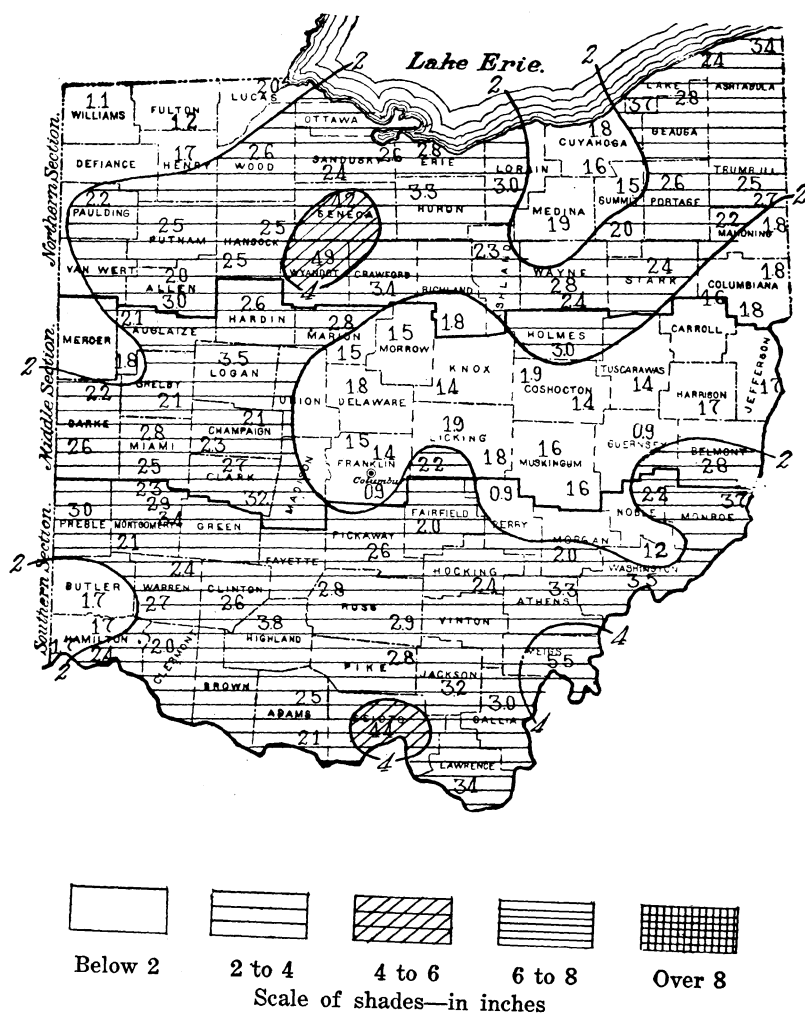 Lake Erie.
2
2
2
34
24
20
LAKE
ASHTABULA
28
37
LUCAS
1.1
WILLIAMS
FULTON
1.2
OTTAWA
18
CUYAHOGA
GEAUGA
DEFIANCE
17
HENRY
26
WOOD
SANDUSKY
26
24
28
ERIE
LORAIN
30
16
15
SUMMIT
26
PORTAGE
TRUMBULL
25
27
2
22
PAULDING
42
SENECA
33
HURON
MEDINA
19
20
22
MAHONING
18
25
PUTNAM
25
HANCOCK
25
49
WYANDOT
4
CRAWFORD
34
RICHLAND
23
ASHLAND
WAYNE
28
24
24
STARK
18
COLUMBIANA
18
16
VAN WERT
20
ALLEN
30
21
AUGLAIZE
26
HARDIN
28
MARION
18
HOLMES
30
CARROLL
MERCER
2
18
SHELBY
21
35
LOGAN
15
15
MORROW
KNOX
14
19
COSHOCTON
14
TUSCARAWAS
14
HARRISON
17
JEFFERSON
17
22
DARKE
26
UNION
18
DELAWARE
28
MIAMI
25
21
CHAMPAIGN
23
19
LICKING
18
22
16
MUSKINGUM
16
09
GUERNSEY
BELMONT
28
2
27
CLARK
32
MADISON
15
14
FRANKLIN
Columbus
09
30
PREBLE
23
29
MONTGOMERY
24
21
GREEN
FAIRFIELD
20
09
PERRY
22
NOBLE
37
MONROE
PICKAWAY
26
MORGAN
20
12
WASHINGTON
35
2
FAYETTE
HOCKING
24
33
ATHENS
BUTLER
17
24
WARREN
27
CLINTON
26
28
ROSS
29
VINTON
17
HAMILTON
17
24
2
20
CLERMONT
38
HIGHLAND
4
MEIGS
55
PIKE
28
JACKSON
32
BROWN
25
ADAMS
21
SCIOTO
44
4
30
GALLIA
4
LAWRENCE
34
Northern Section.
Middle Section.
Southern Section.
Below 2
2 to 4
4 to 6
6 to 8
Over 8
Scale of shades—in inches